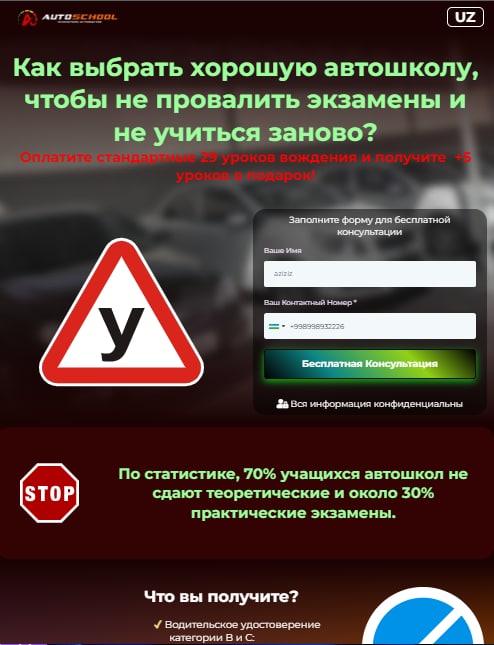 AUTOSCHOOL
UZ
Как выбрать хорошую автошколу,
чтобы не провалить экзамены и
не учиться заново?
Оплатите стандартные 29 уроков вождения и получите +5
уроков в подарок!
Заполните форму для бесплатной
консультации
Ваше Имя
aziziz
Ваш Контактный Номер *
+998998932226
Бесплатная Консультация
Вся информация конфиденциальны
У
STOP
По статистике, 70% учащихся автошкол не
сдают теоретические и около 30%
практические экзамены.
Что вы получите?
Водительское удостоверение
категории B и C: